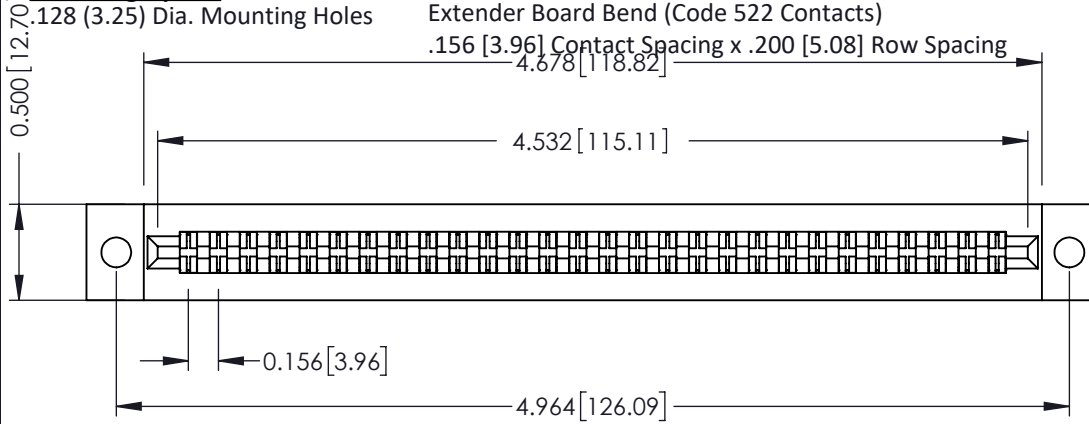 .128 (3.25) Dia. Mounting Holes
Extender Board Bend (Code 522 Contacts)
.156 [3.96] Contact Spacing x .200 [5.08] Row Spacing
0.500 [12.70
4.678[118.82]
4.532[115.11]
0.156[3.96]
4.964[126.09]